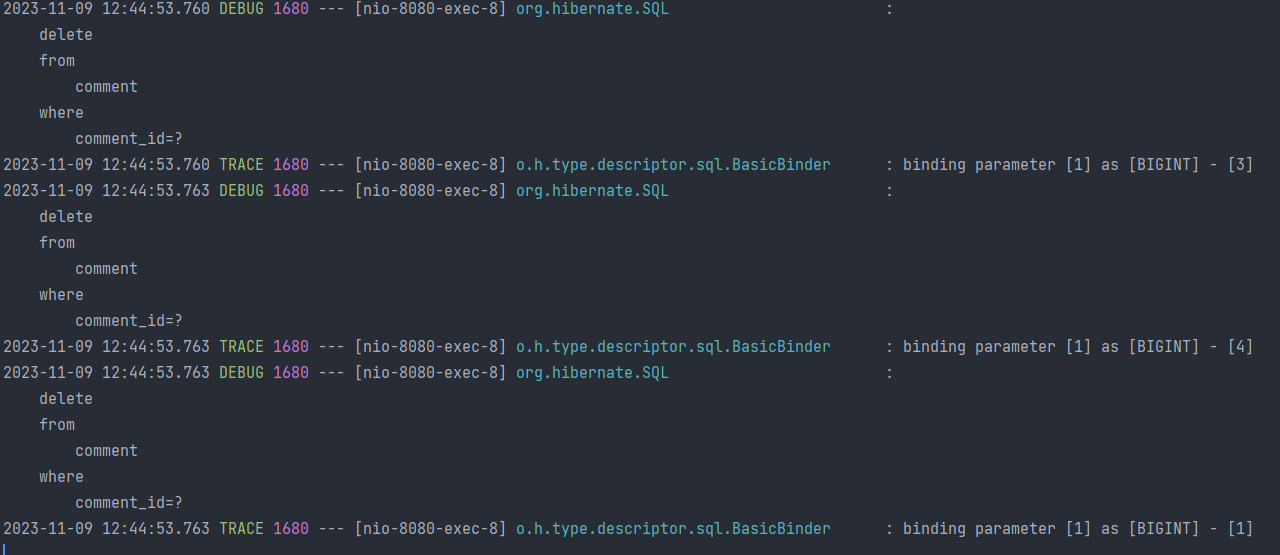 2023-11-09 12:44:53.760 DEBUG 1680 --- [nio-8080-exec-8] org.hibernate.SQL                        :
    delete
    from
        comment
    where
        comment_id=?
2023-11-09 12:44:53.760 TRACE 1680 --- [nio-8080-exec-8] o.h.type.descriptor.sql.BasicBinder      : binding parameter [1] as [BIGINT] - [3]
2023-11-09 12:44:53.763 DEBUG 1680 --- [nio-8080-exec-8] org.hibernate.SQL                        :
    delete
    from
        comment
    where
        comment_id=?
2023-11-09 12:44:53.763 TRACE 1680 --- [nio-8080-exec-8] o.h.type.descriptor.sql.BasicBinder      : binding parameter [1] as [BIGINT] - [4]
2023-11-09 12:44:53.763 DEBUG 1680 --- [nio-8080-exec-8] org.hibernate.SQL                        :
    delete
    from
        comment
    where
        comment_id=?
2023-11-09 12:44:53.763 TRACE 1680 --- [nio-8080-exec-8] o.h.type.descriptor.sql.BasicBinder      : binding parameter [1] as [BIGINT] - [1]